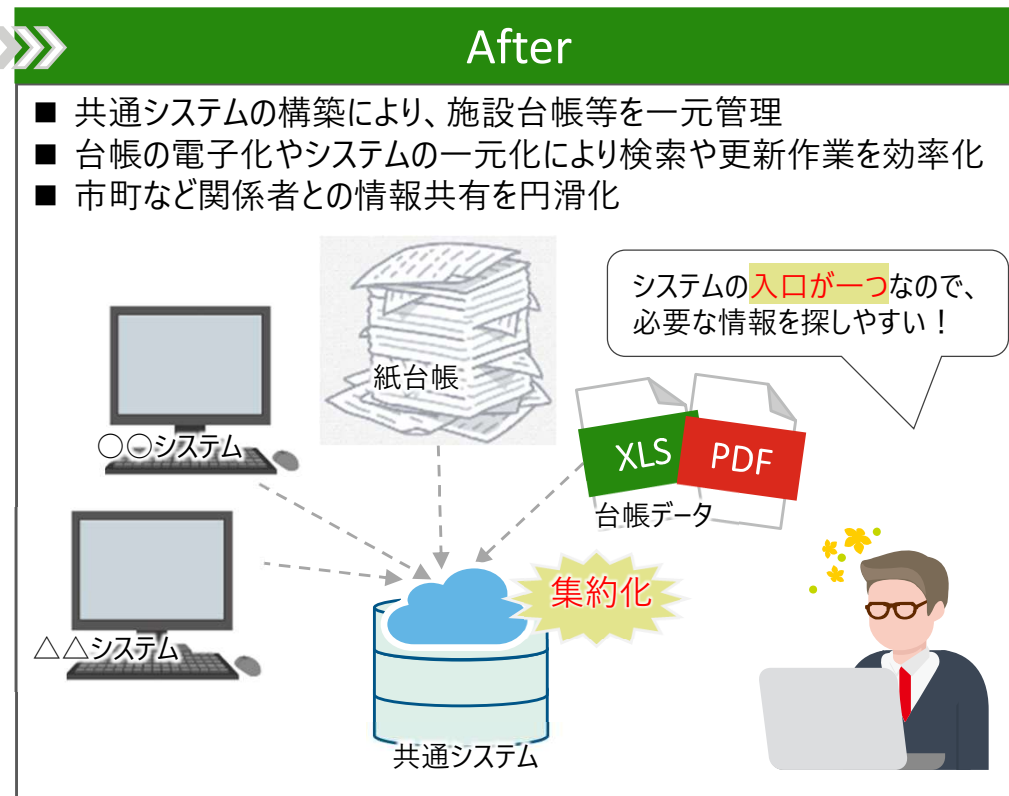 After
■ 共通システムの構築により、施設台帳等を一元管理
■ 台帳の電子化やシステムの一元化により検索や更新作業を効率化
■ 市町など関係者との情報共有を円滑化
システムの入口が一つなので、
必要な情報を探しやすい！
紙台帳
○○システム
XLS
PDF
台帳データ
集約化
△△システム
共通システム